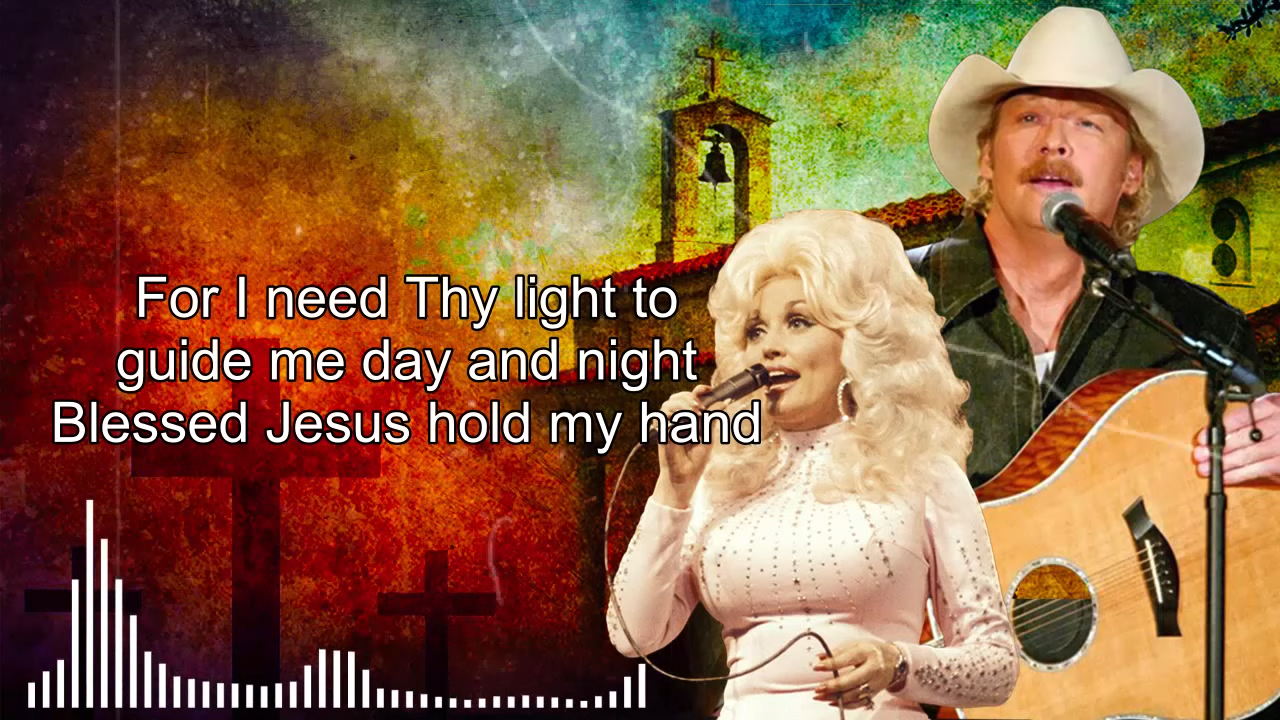 For I need Thy light to
guide me day and night
Blessed Jesus hold my hand